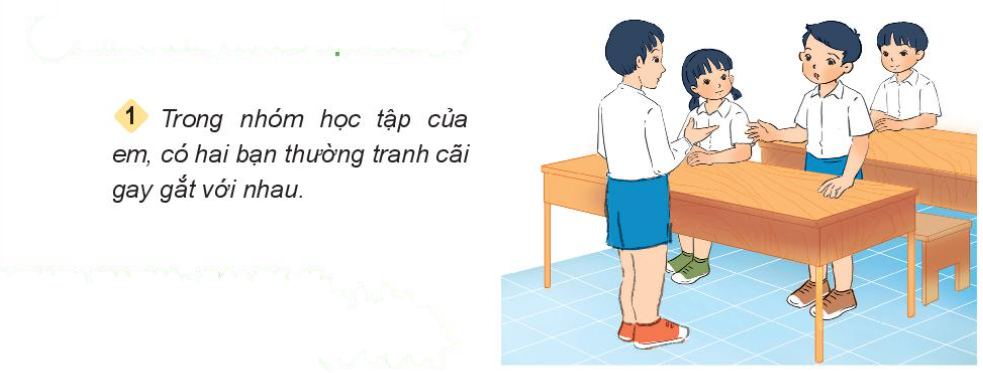 1 Trong nhóm học tập của
em, có hai bạn thường tranh cãi
gay gắt với nhau.